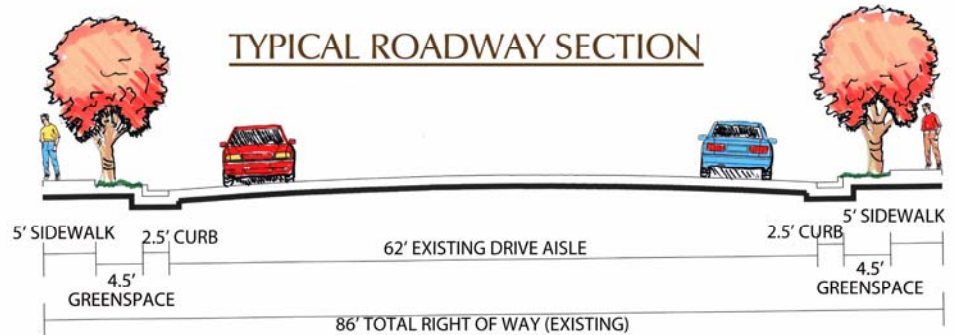 TYPICAL ROADWAY SECTION
5' SIDEWALK
2.5' CURB
4.5'
GREENSPACE
62' EXISTING DRIVE AISLE
2.5' CURB
5' SIDEWALK
4.5'
GREENSPACE
86' TOTAL RIGHT OF WAY (EXISTING)